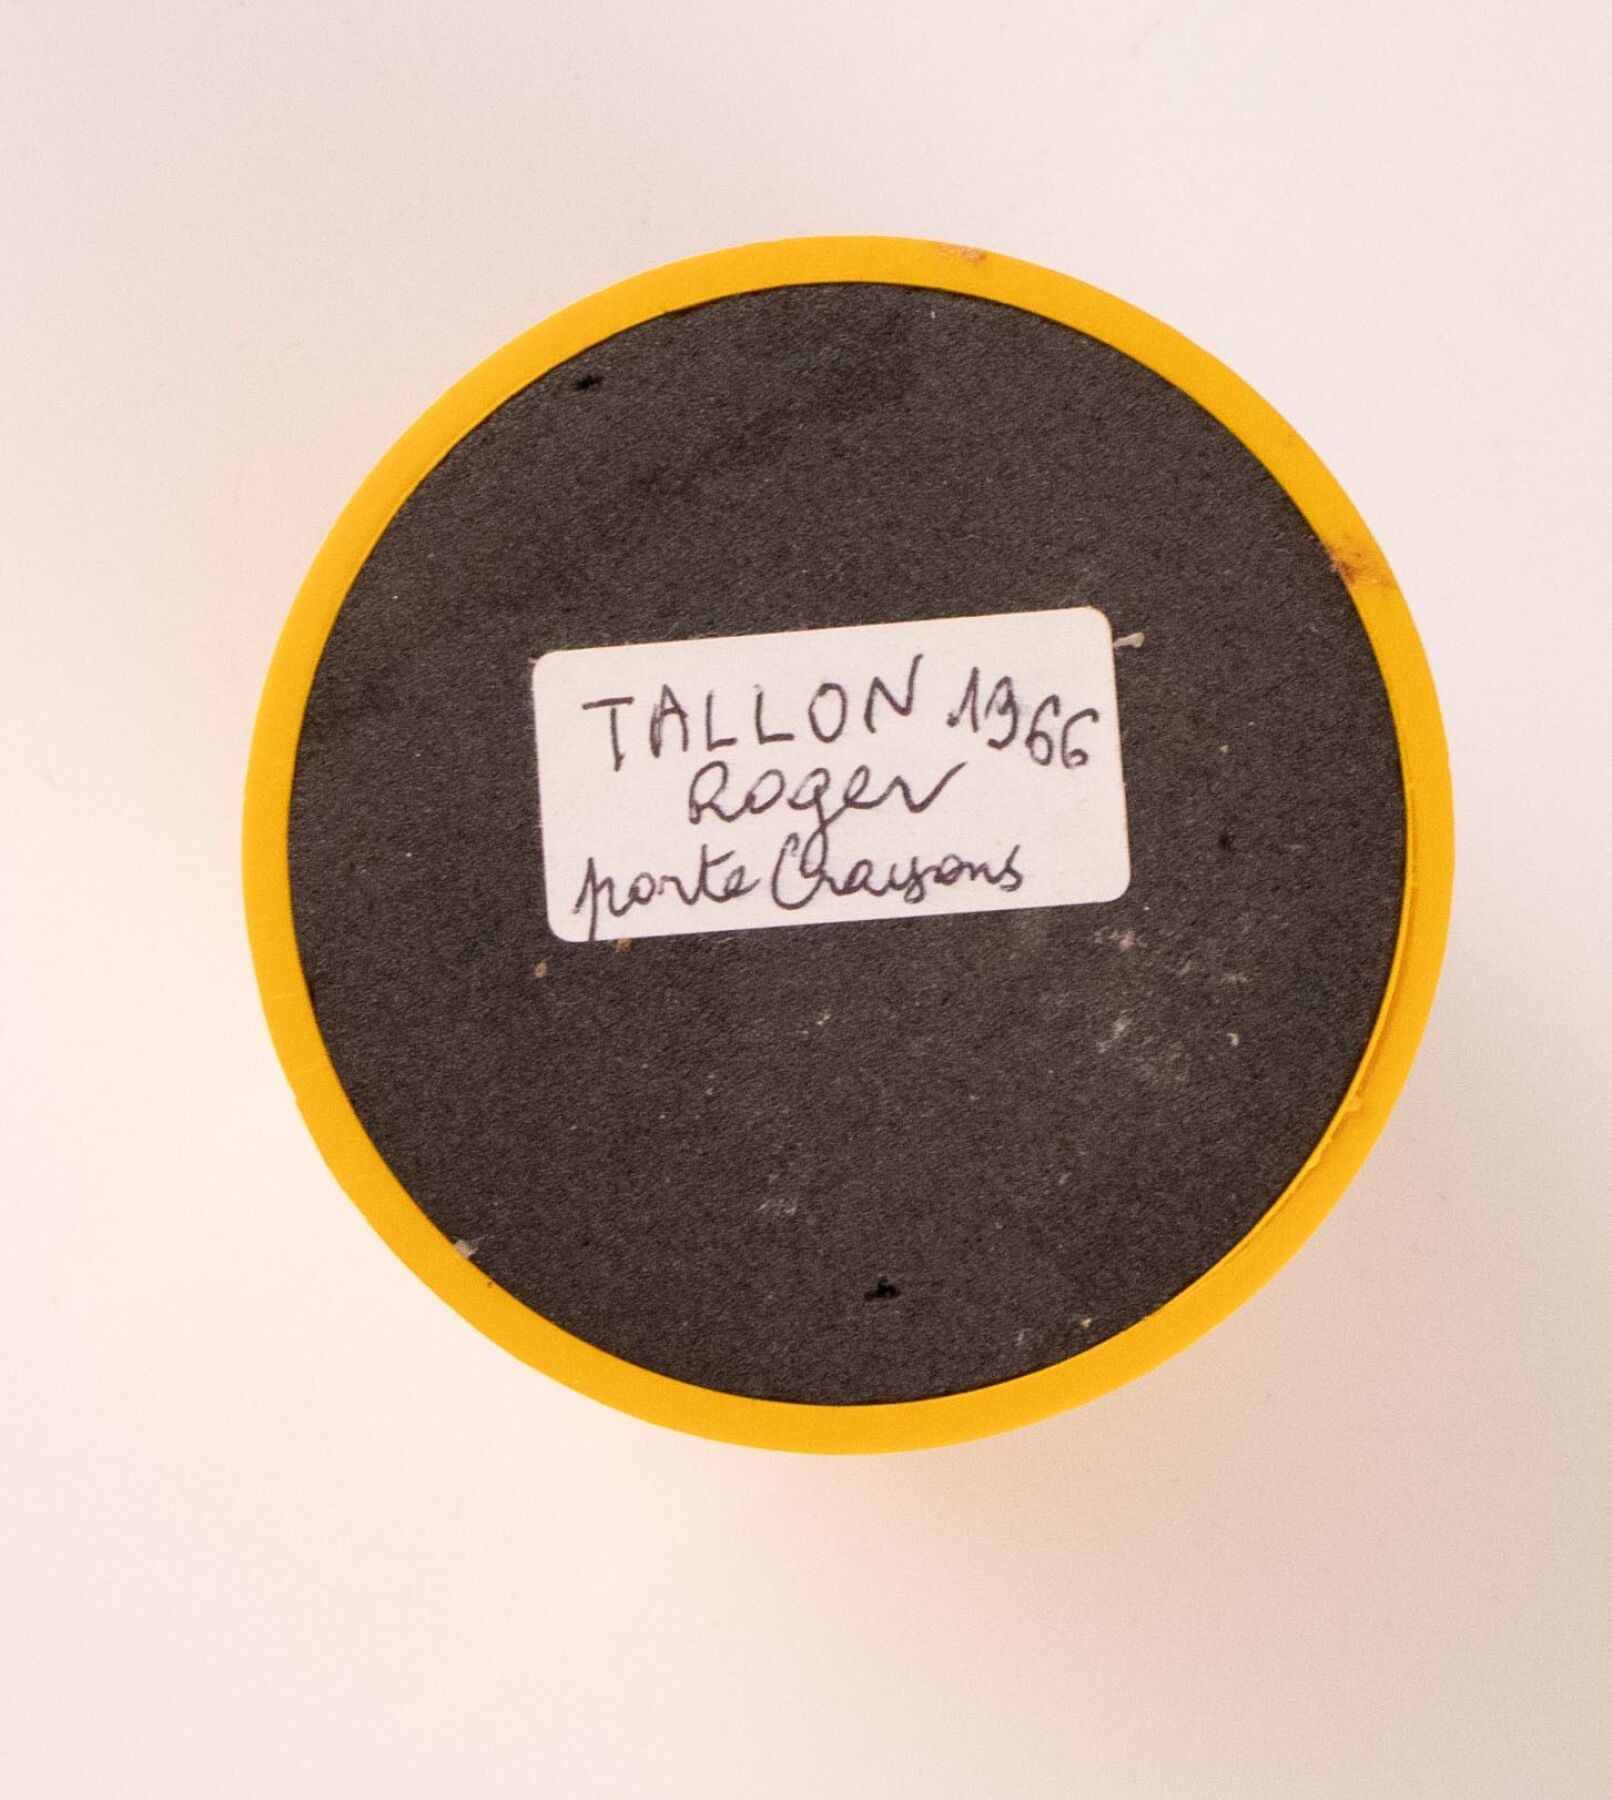 TALLON 1966
Roger
porte Crayons